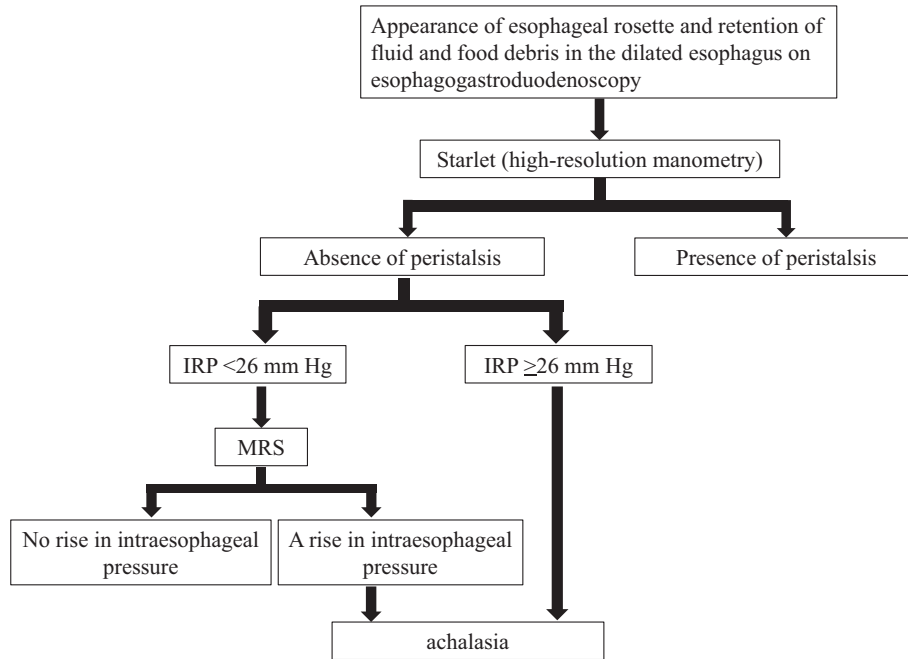 Appearance of esophageal rosette and retention of
fluid and food debris in the dilated esophagus on
esophagogastroduodenoscopy
Starlet (high-resolution manometry)
Absence of peristalsis
Presence of peristalsis
IRP <26 mm Hg
IRP ≥26 mm Hg
MRS
No rise in intraesophageal
pressure
A rise in intraesophageal
pressure
achalasia